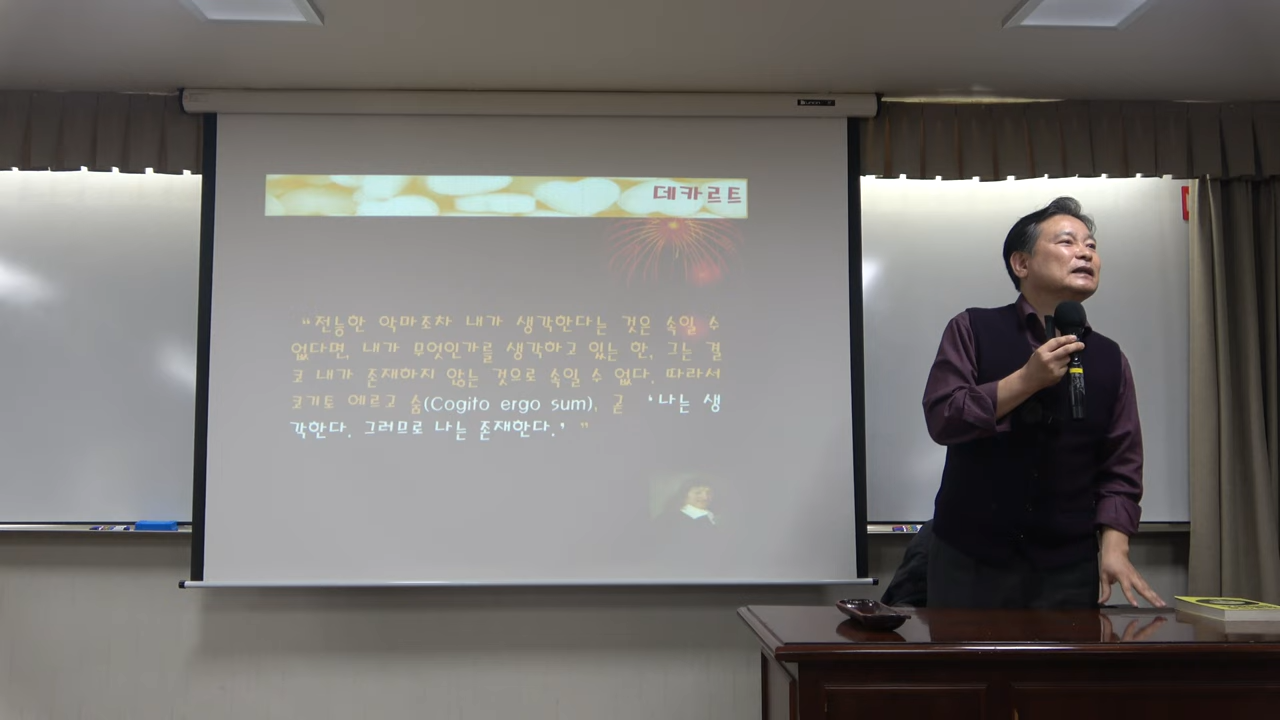 데카르트
“전능한 악마조차 내가 생각한다는 것은 속일 수
없다면, 내가 무엇인가를 생각하고 있는 한, 그는 결
코 내가 존재하지 않는 것으로 속일 수 없다. 따라서
코기토 에르고 숨(Cogito ergo sum), 곧 ‘나는 생
각한다. 그러므로 나는 존재한다.’ ”